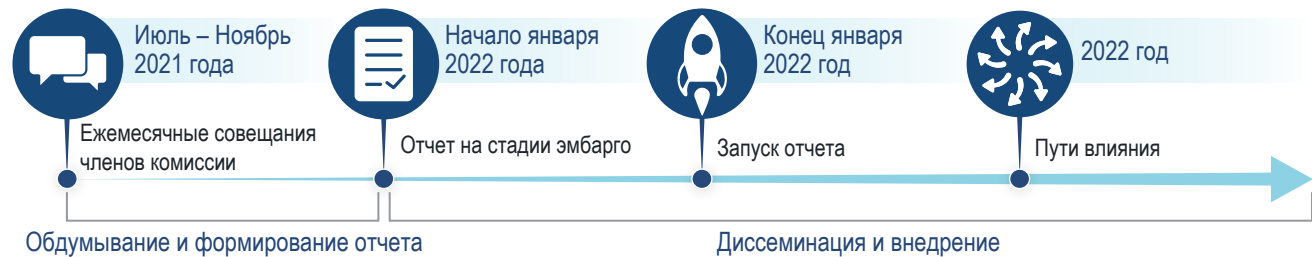 Июль – Ноябрь
2021 года
Начало января
2022 года
Конец января
2022 год
2022 год
Ежемесячные совещания
членов комиссии
Отчет на стадии эмбарго
Запуск отчета
Пути влияния
Обдумывание и формирование отчета
Диссеминация и внедрение